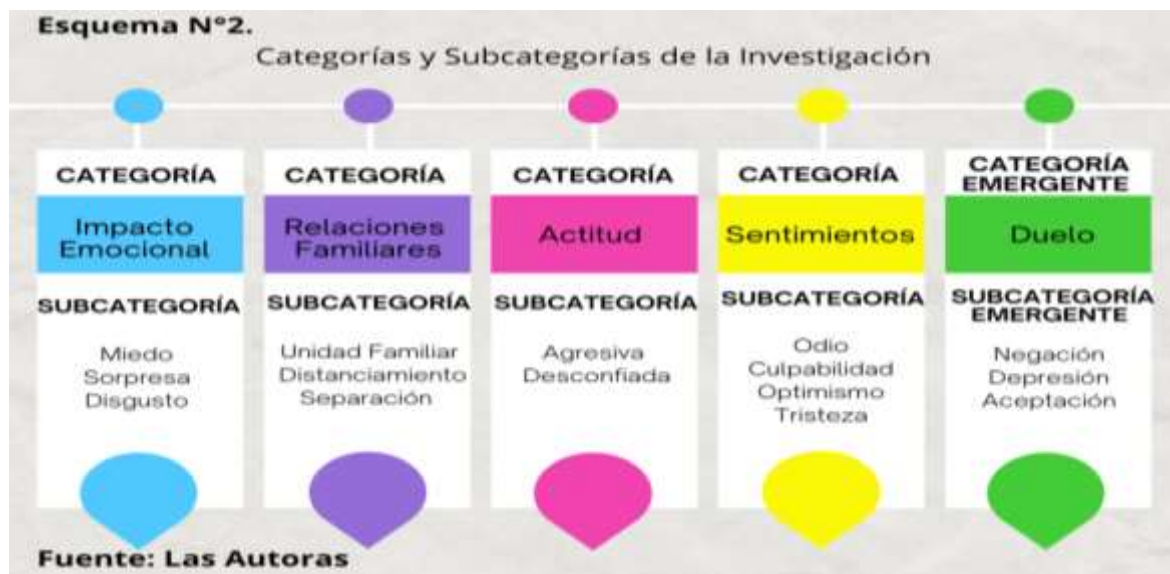 Esquema N°2.
Categorías y Subcategorías de la Investigación
CATEGORÍA
Impacto
Emocional
SUBCATEGORÍA
Miedo
Sorpresa
Disgusto
CATEGORÍA
Relaciones
Familiares
SUBCATEGORÍA
Unidad Familiar
Distanciamiento
Separación
CATEGORÍA
Actitud
SUBCATEGORÍA
Agresiva
Desconfiada
CATEGORÍA
Sentimientos
SUBCATEGORÍA
Odio
Culpabilidad
Optimismo
Tristeza
CATEGORÍA
EMERGENTE
Duelo
SUBCATEGORÍA
EMERGENTE
Negación
Depresión
Aceptación
Fuente: Las Autoras